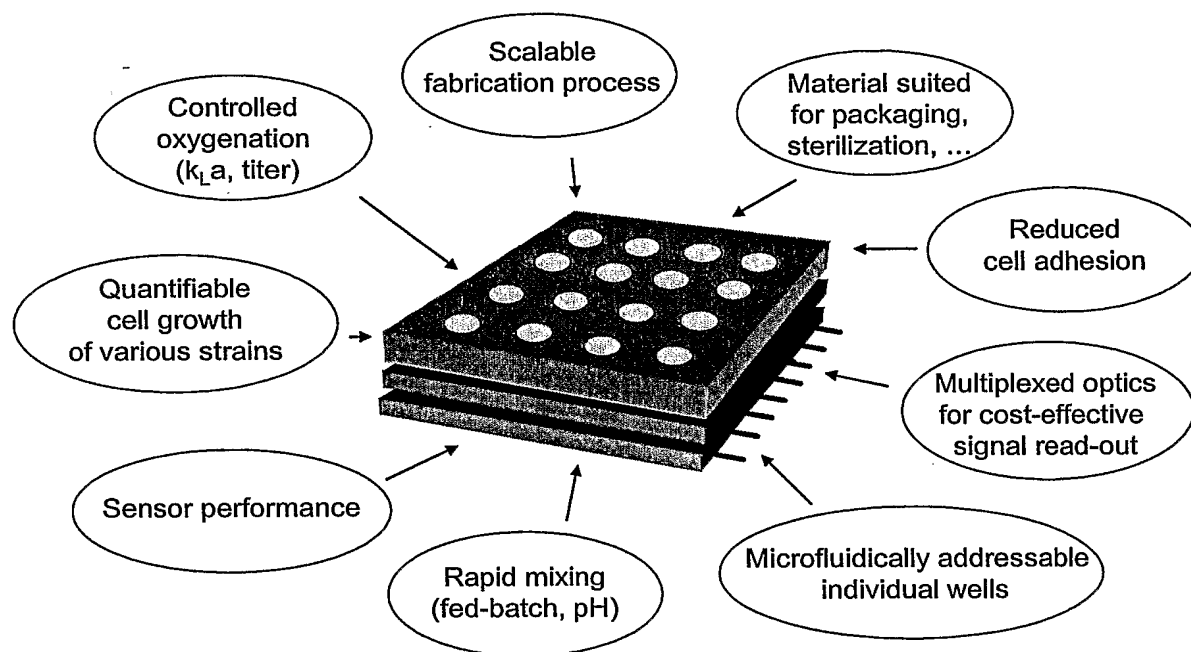 Scalable
fabrication process
Material suited
for packaging,
sterilization, ...
Controlled
oxygenation
(kLa, titer)
Reduced
cell adhesion
Quantifiable
cell growth
of various strains
Multiplexed optics
for cost-effective
signal read-out
Sensor performance
Rapid mixing
(fed-batch, pH)
Microfluidically addressable
individual wells